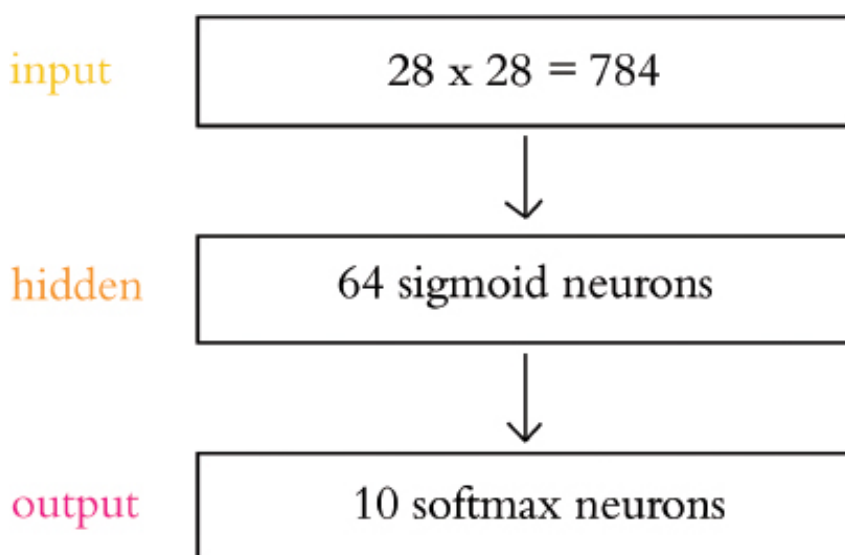 input
28 x 28 = 784
hidden
64 sigmoid neurons
output
10 softmax neurons